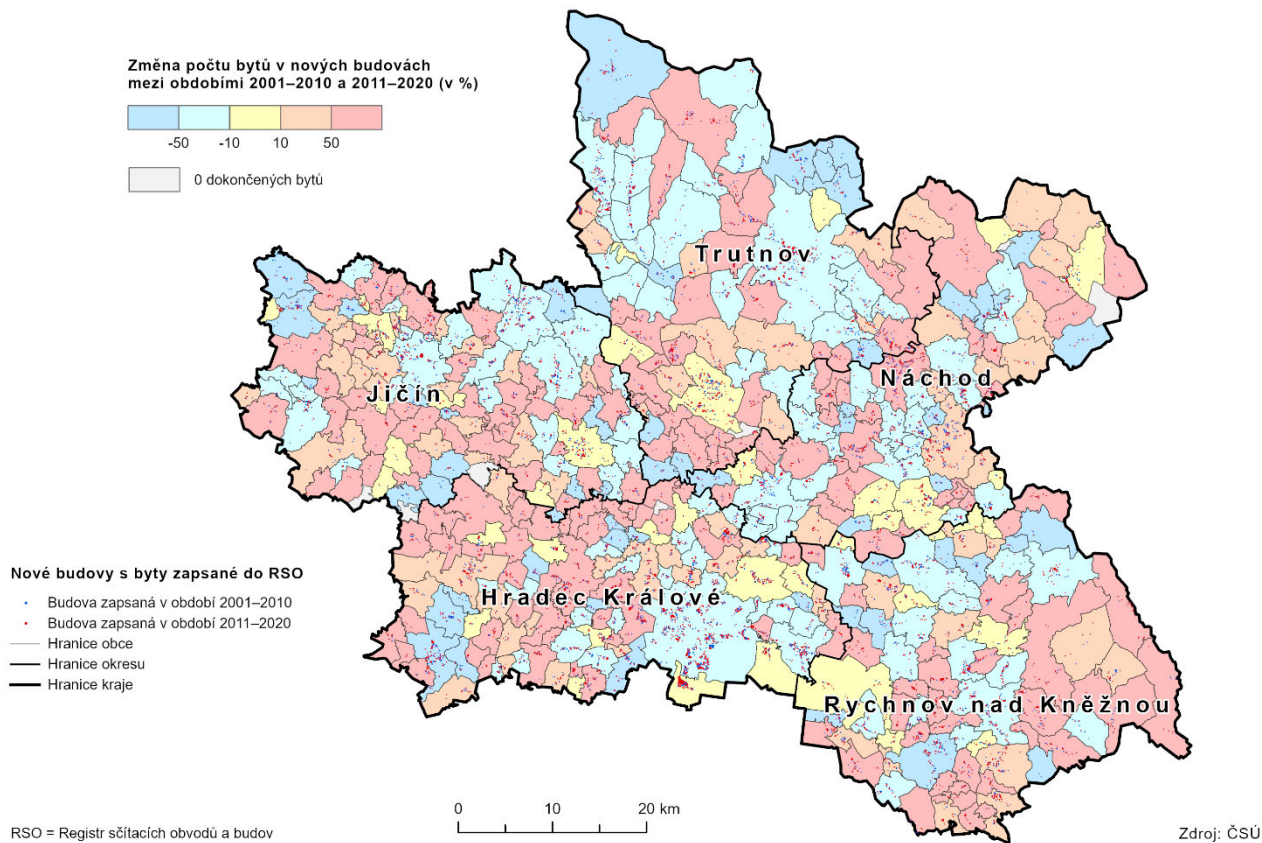 Změna počtu bytů v nových budovách
mezi obdobími 2001–2010 a 2011–2020 (v %)
-50 -10 10 50
0 dokončených bytů
Trutnov
Náchod
Jičín
Hradec Králové
Rychnov nad Kněžnou
Nové budovy s byty zapsané do RSO
Budova zapsaná v období 2001–2010
Budova zapsaná v období 2011–2020
Hranice obce
Hranice okresu
Hranice kraje
0 10 20 km
RSO = Registr sčítacích obvodů a budov
Zdroj: ČSÚ